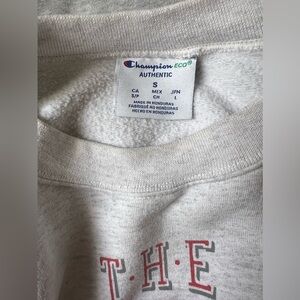 Champion ECO®
AUTHENTIC
S
CA MEX JPN
S/P CH L
MADE IN HONDURAS
FABRIQUÉ AU HONDURAS
HECHO EN HONDURAS
T·H·E